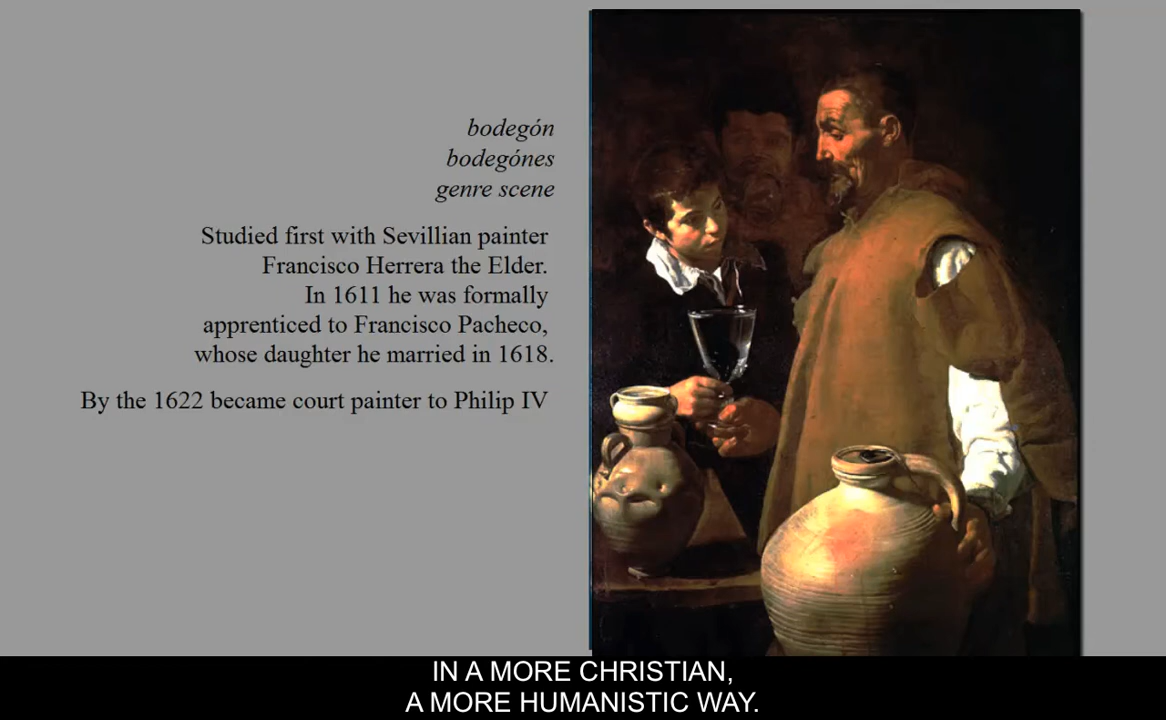 bodegón
bodegónes
genre scene
Studied first with Sevillian painter
Francisco Herrera the Elder.
In 1611 he was formally
apprenticed to Francisco Pacheco,
whose daughter he married in 1618.
By the 1622 became court painter to Philip IV
IN A MORE CHRISTIAN,
A MORE HUMANISTIC WAY.